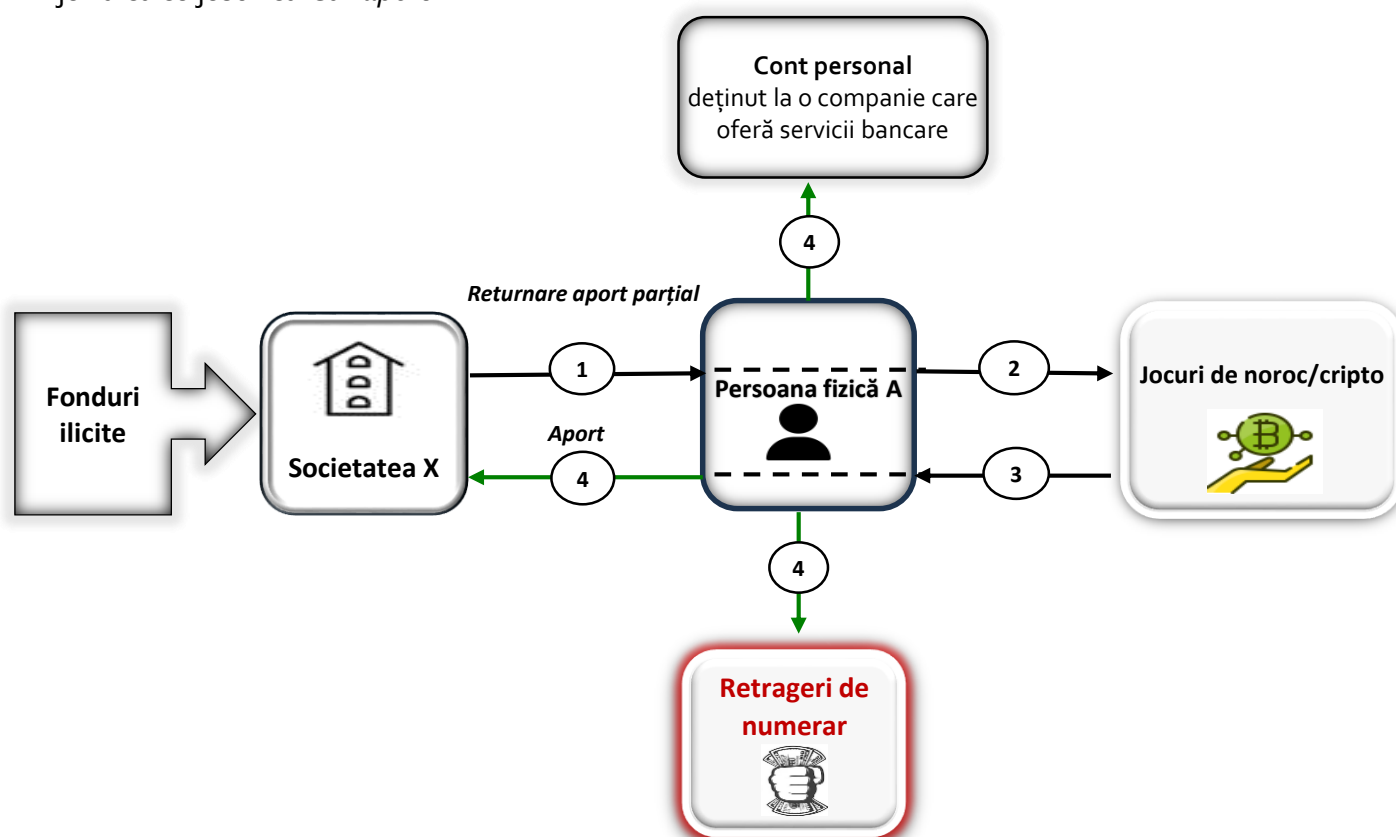 Cont personal
deținut la o companie care
oferă servicii bancare
4
Returnare aport parțial
Fonduri
ilicite
Societatea X
1
Persoana fizică A
2
Jocuri de noroc/cripto
Aport
4
3
4
Retrageri de
numerar